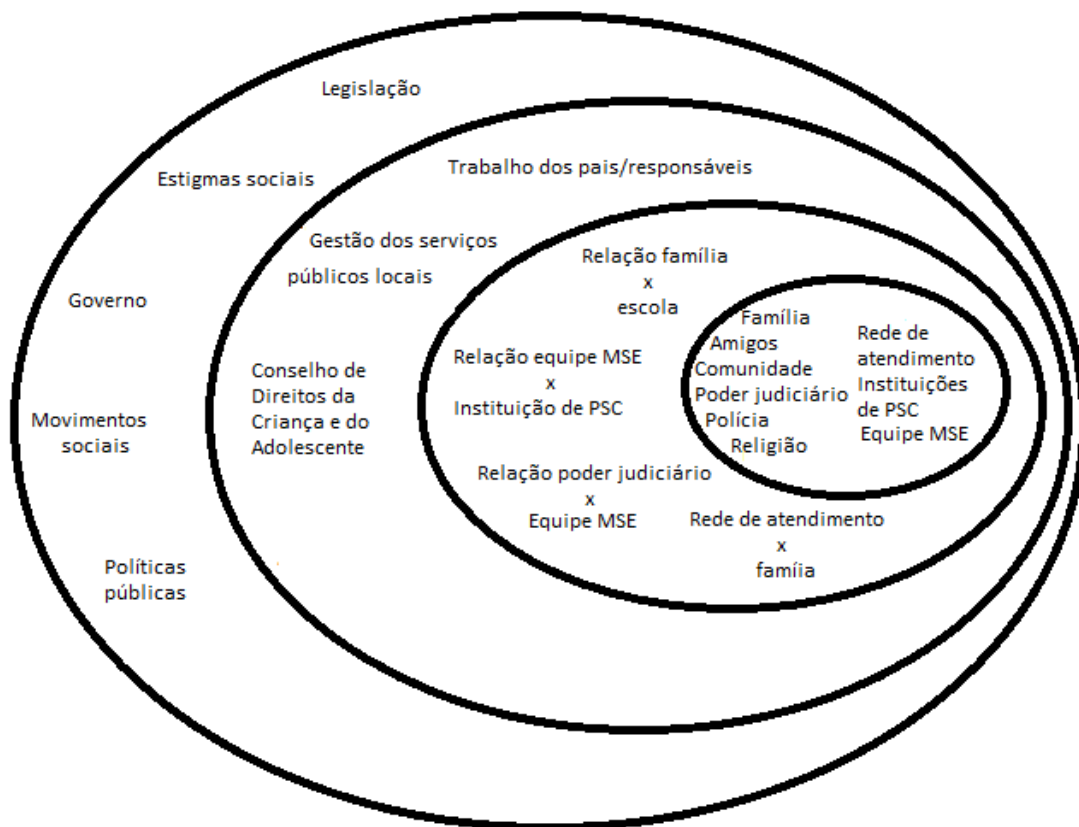 Legislação
Estigmas sociais
Governo
Movimentos
sociais
Políticas
públicas
Trabalho dos pais/responsáveis
Gestão dos serviços
públicos locais
Conselho de
Direitos da
Criança e do
Adolescente
Relação família
x
escola
Relação equipe MSE
x
Instituição de PSC
Relação poder judiciário
x
Equipe MSE
Rede de atendimento
x
famíia
Família
Amigos
Comunidade
Poder judiciário
Polícia
Religião
Rede de
atendimento
Instituições
de PSC
Equipe MSE